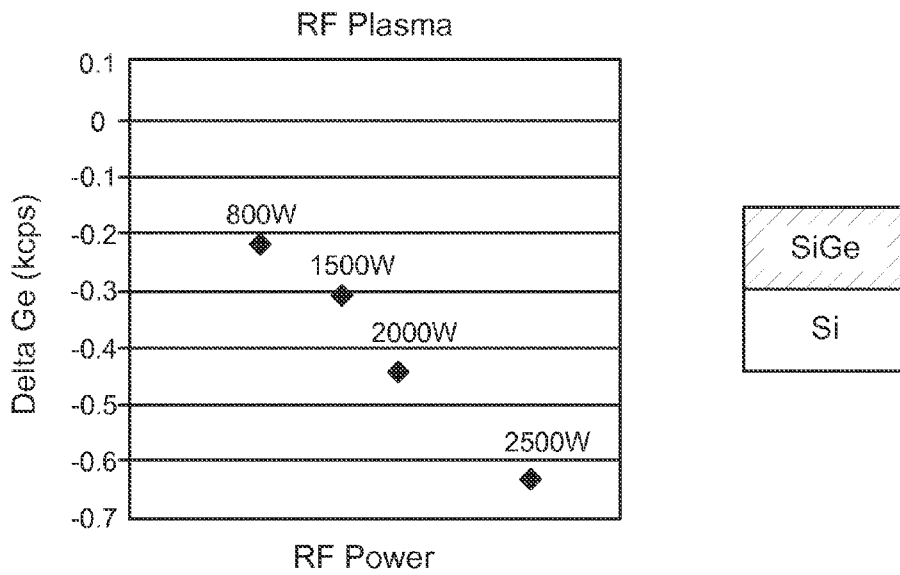 RF Plasma
0.1
0
-0.1
-0.2
-0.3
-0.4
-0.5
-0.6
-0.7
Delta Ge (kcps)
800W
1500W
2000W
2500W
RF Power
SiGe
Si